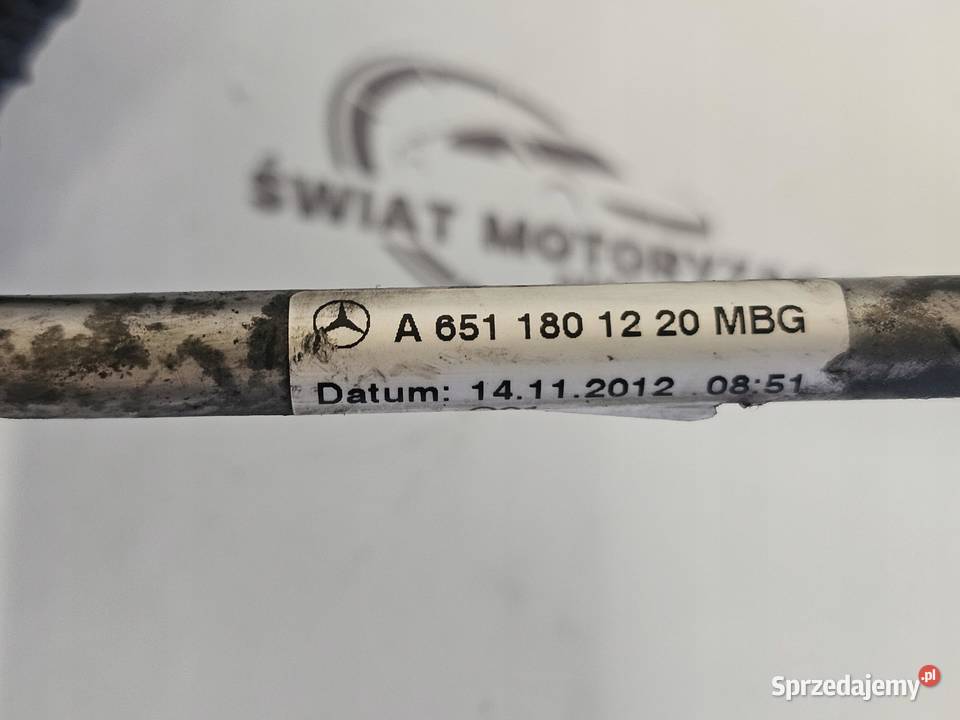 ŚWIAT MOTORYZ
A 651 180 12 20 MBG
Datum: 14.11.2012 08:51
Sprzedajemy.pl